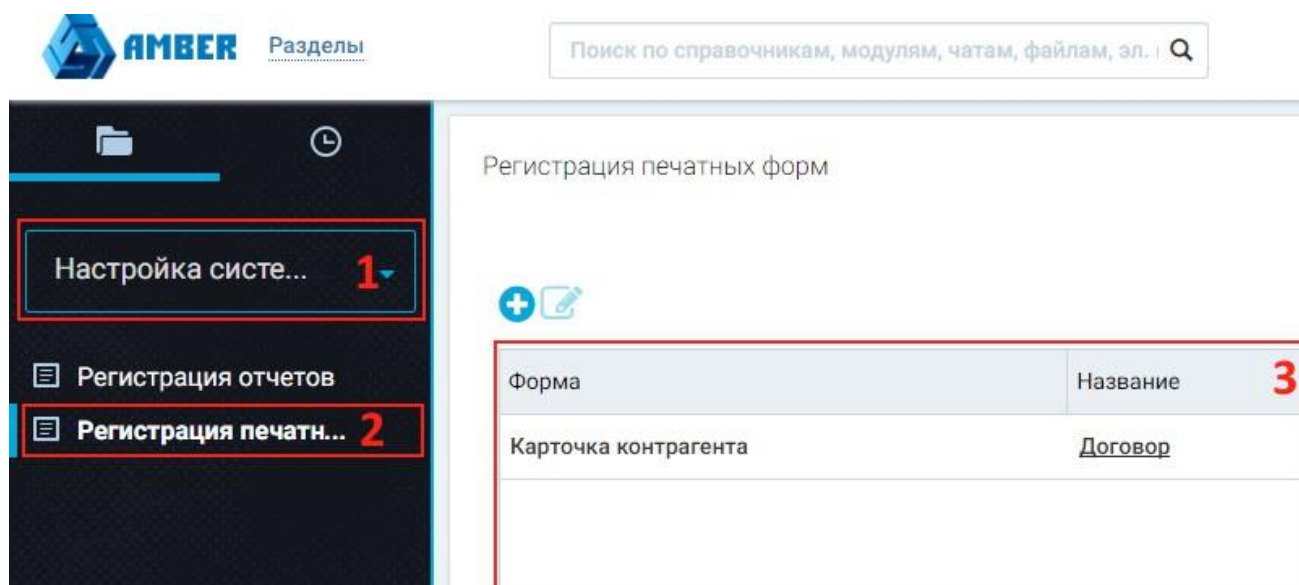 AMBER Разделы
Поиск по справочникам, модулям, чатам, файлам, эл.
Регистрация печатных форм
Настройка систе... 1
Регистрация отчетов
Регистрация печатн... 2
Форма Название 3
Карточка контрагента Договор